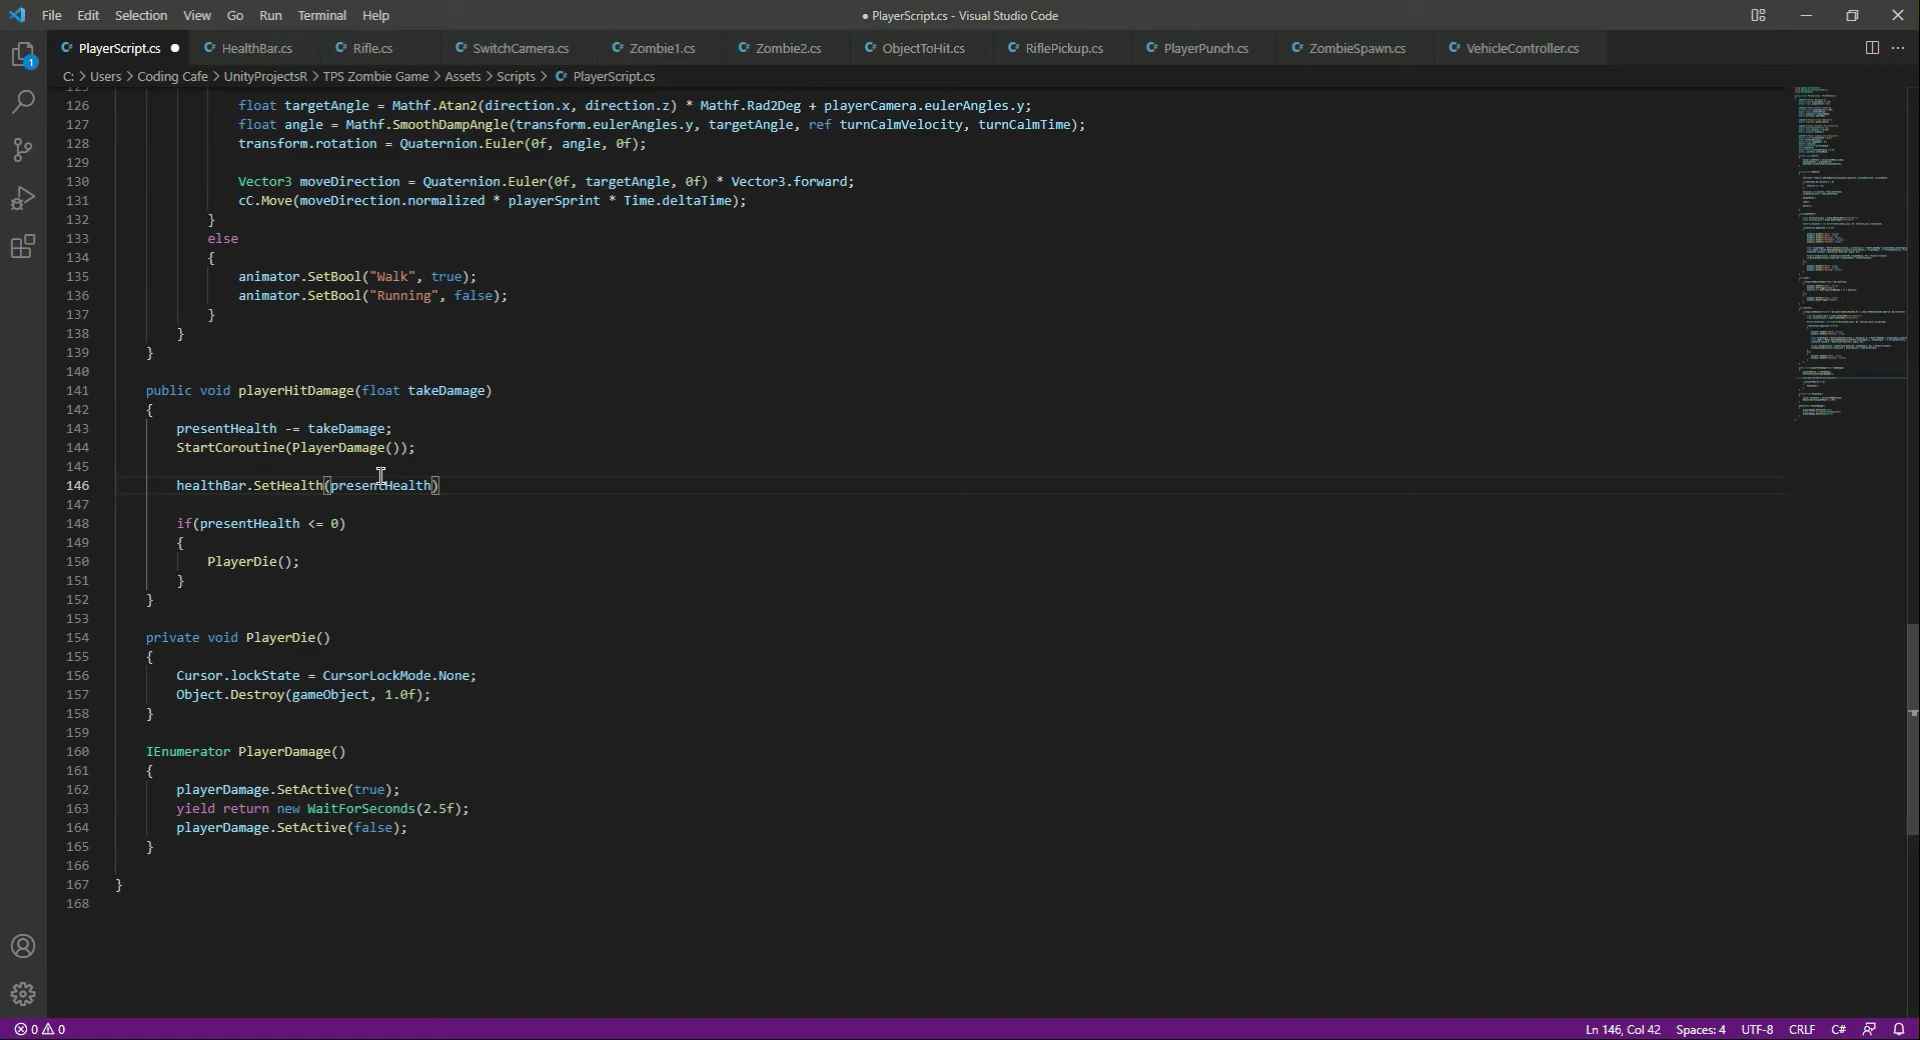 File Edit Selection View Go Run Terminal Help
● PlayerScript.cs - Visual Studio Code
PlayerScript.cs ● HealthBar.cs Rifle.cs SwitchCamera.cs Zombie1.cs Zombie2.cs ObjectToHit.cs RiflePickup.cs PlayerPunch.cs ZombieSpawn.cs VehicleController.cs
C: > Users > Coding Cafe > UnityProjectsR > TPS Zombie Game > Assets > Scripts > PlayerScript.cs
1
125
126 float targetAngle = Mathf.Atan2(direction.x, direction.z) * Mathf.Rad2Deg + playerCamera.eulerAngles.y;
127 float angle = Mathf.SmoothDampAngle(transform.eulerAngles.y, targetAngle, ref turnCalmVelocity, turnCalmTime);
128 transform.rotation = Quaternion.Euler(0f, angle, 0f);
129
130 Vector3 moveDirection = Quaternion.Euler(0f, targetAngle, 0f) * Vector3.forward;
131 cC.Move(moveDirection.normalized * playerSprint * Time.deltaTime);
132 }
133 else
134 {
135 animator.SetBool("Walk", true);
136 animator.SetBool("Running", false);
137 }
138 }
139 }
140
141 public void playerHitDamage(float takeDamage)
142 {
143 presentHealth -= takeDamage;
144 StartCoroutine(PlayerDamage());
145
146 healthBar.SetHealth(presentHealth)
147
148 if(presentHealth <= 0)
149 {
150 PlayerDie();
151 }
152 }
153
154 private void PlayerDie()
155 {
156 Cursor.lockState = CursorLockMode.None;
157 Object.Destroy(gameObject, 1.0f);
158 }
159
160 IEnumerator PlayerDamage()
161 {
162 playerDamage.SetActive(true);
163 yield return new WaitForSeconds(2.5f);
164 playerDamage.SetActive(false);
165 }
166
167 }
168
0 0 Ln 146, Col 42 Spaces: 4 UTF-8 CRLF C#